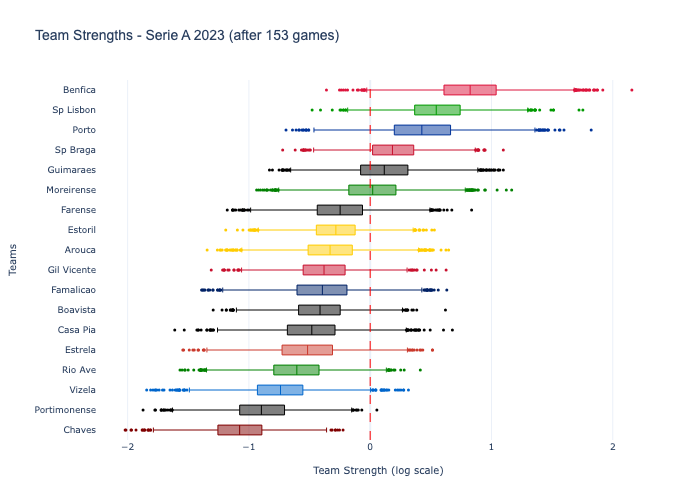 Team Strengths - Serie A 2023 (after 153 games)
Teams
Benfica
Sp Lisbon
Porto
Sp Braga
Guimaraes
Moreirense
Farense
Estoril
Arouca
Gil Vicente
Famalicao
Boavista
Casa Pia
Estrela
Rio Ave
Vizela
Portimonense
Chaves
−2 −1 0 1 2
Team Strength (log scale)